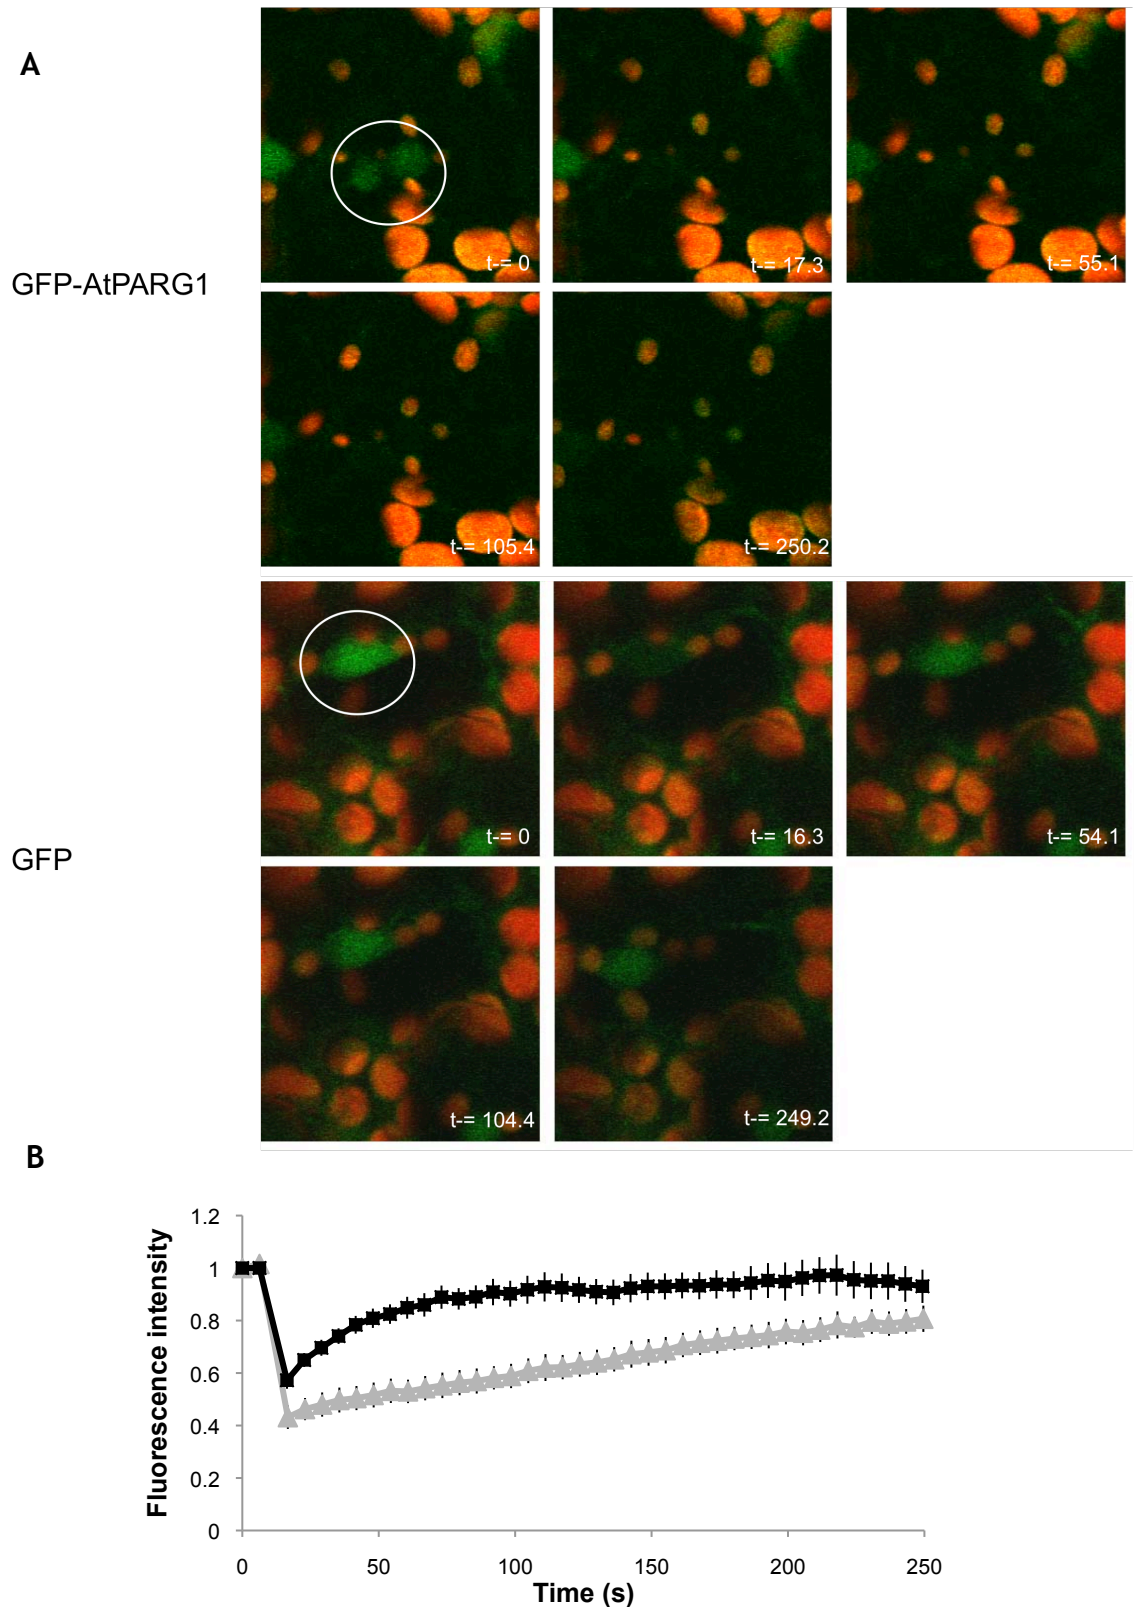 A
GFP-AtPARG1
t-= 0
t-= 17.3
t-= 55.1
t-= 105.4
t-= 250.2
GFP
t-= 0
t-= 16.3
t-= 54.1
t-= 104.4
t-= 249.2
B
Fluorescence intensity
1.2
1
0.8
0.6
0.4
0.2
0
0 50 100 150 200 250
Time (s)